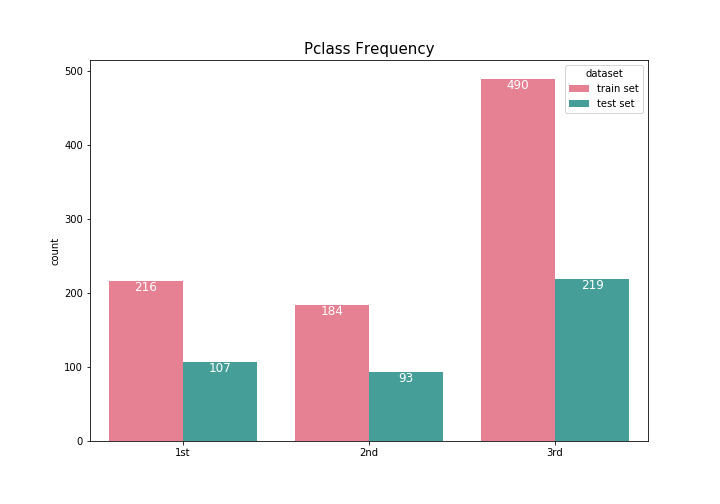 Pclass Frequency
dataset
train set
test set
count
500
400
300
200
100
0
216
107
184
93
490
219
1st
2nd
3rd